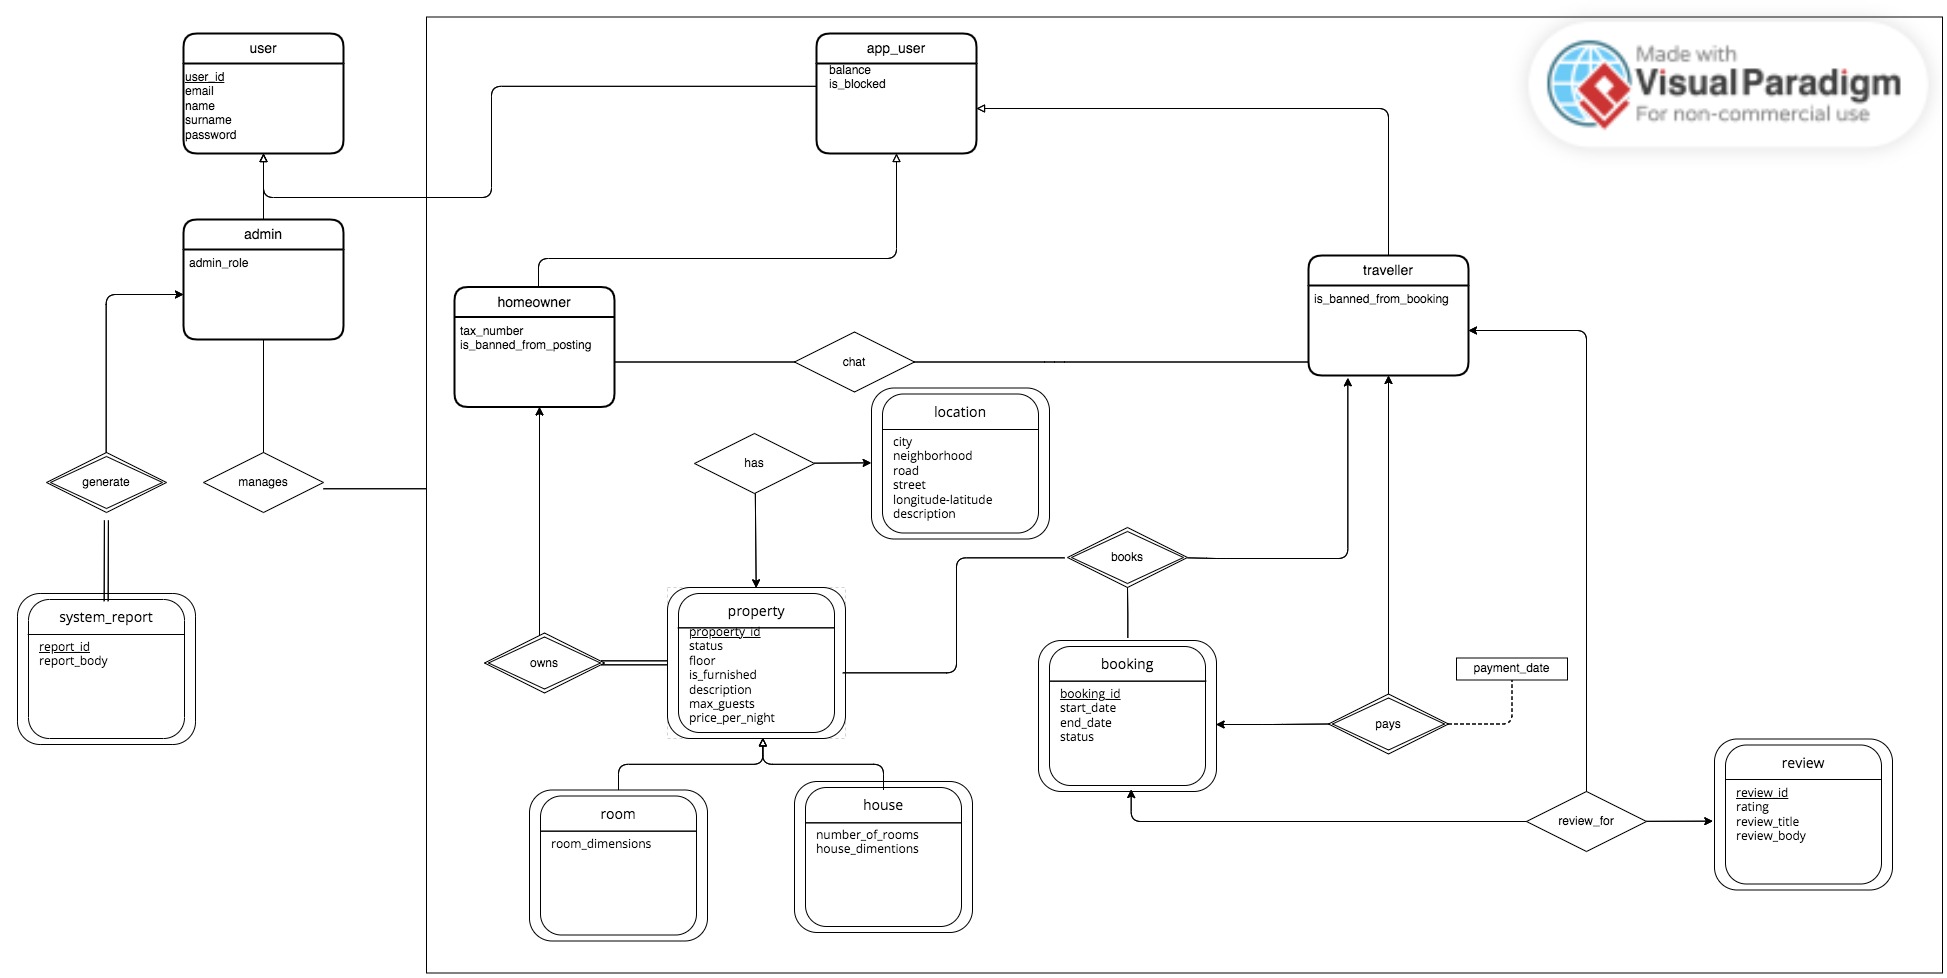 user
user_id
email
name
surname
password
app_user
balance
is_blocked
Made with
Visual Paradigm
For non-commercial use
admin
admin_role
homeowner
tax_number
is_banned_from_posting
chat
traveller
is_banned_from_booking
location
city
neighborhood
road
street
longitude-latitude
description
has
generate
manages
books
system_report
report_id
report_body
owns
property
propoerty_id
status
floor
is_furnished
description
max_guests
price_per_night
booking
booking_id
start_date
end_date
status
payment_date
pays
room
room_dimensions
house
number_of_rooms
house_dimentions
review_for
review
review_id
rating
review_title
review_body